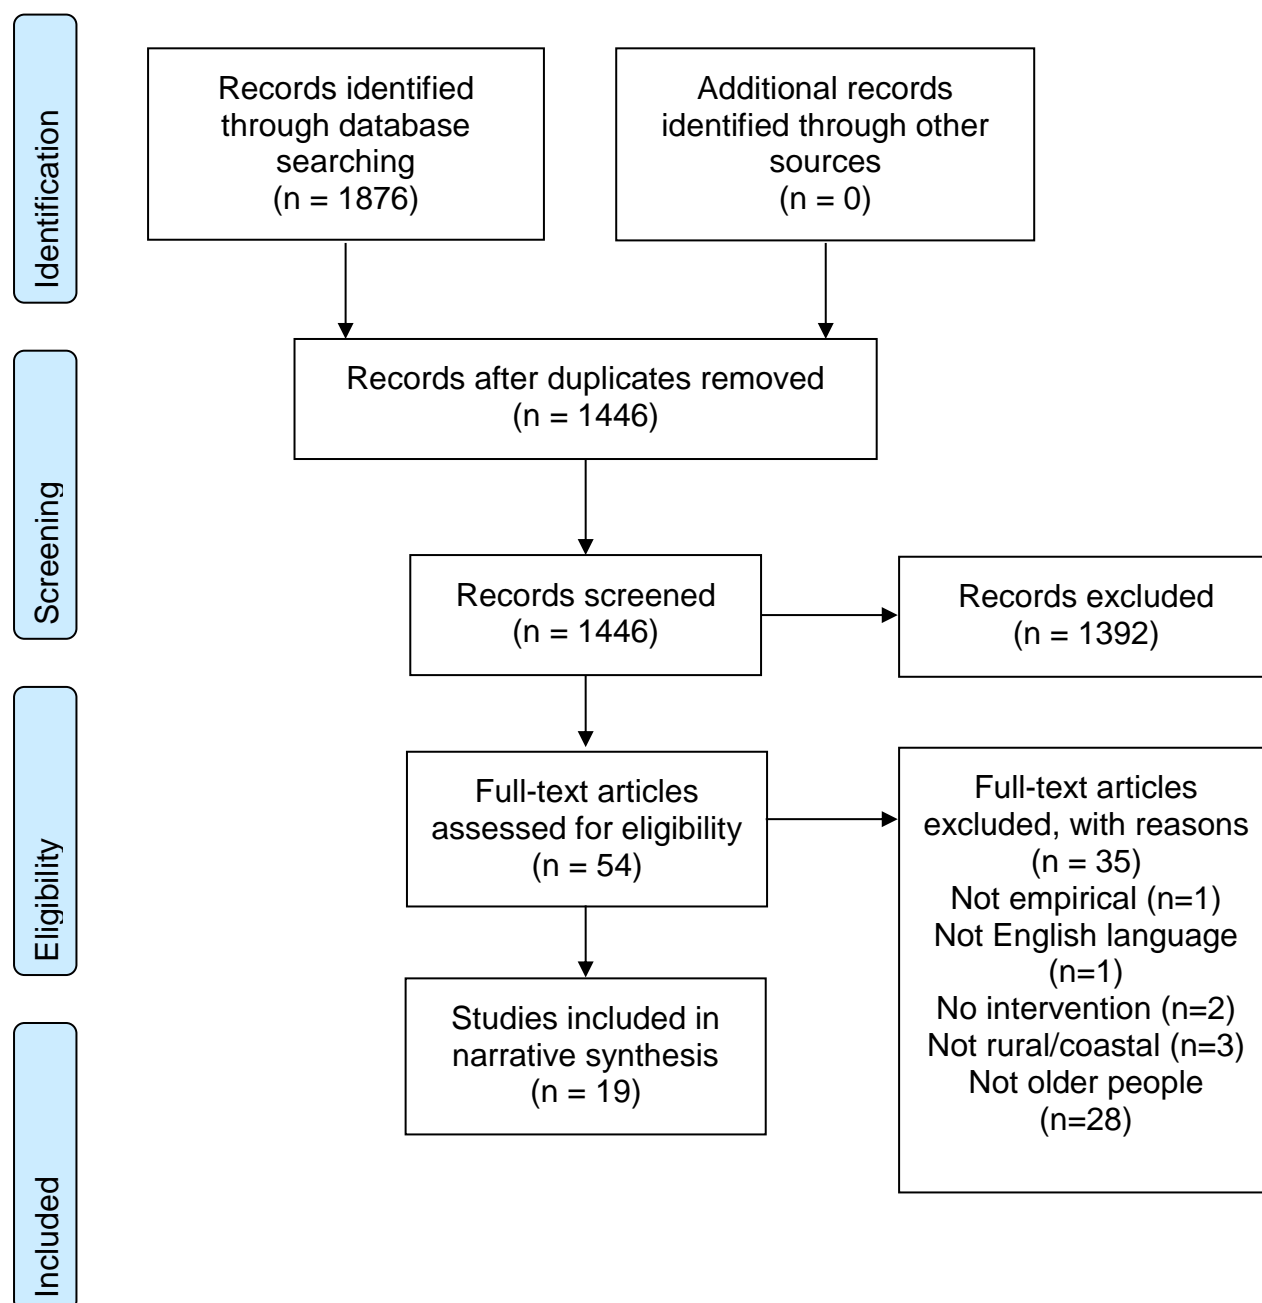 Identification
Records identified
through database
searching
(n = 1876)
Additional records
identified through other
sources
(n = 0)
Records after duplicates removed
(n = 1446)
Screening
Records screened
(n = 1446)
Records excluded
(n = 1392)
Eligibility
Full-text articles
assessed for eligibility
(n = 54)
Full-text articles
excluded, with reasons
(n = 35)
Not empirical (n=1)
Not English language
(n=1)
No intervention (n=2)
Not rural/coastal (n=3)
Not older people
(n=28)
Included
Studies included in
narrative synthesis
(n = 19)